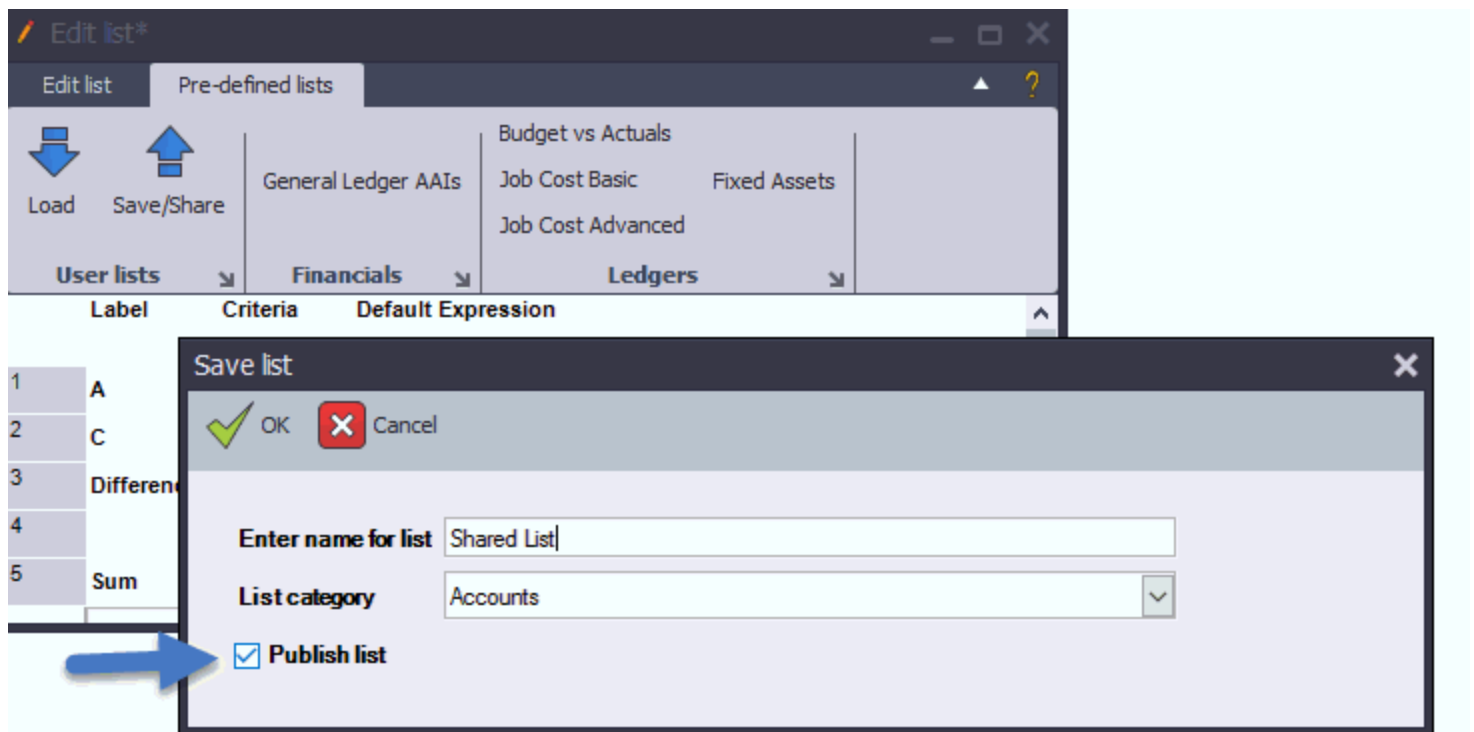 Edit list*
Edit list Pre-defined lists ?
Budget vs Actuals
General Ledger AAIs Job Cost Basic Fixed Assets
Load Save/Share Job Cost Advanced
User lists Financials Ledgers
Label Criteria Default Expression
Save list
1 A
OK Cancel
2 C
3 Differen
4 Enter name for list Shared List
5 Sum List category Accounts
Publish list